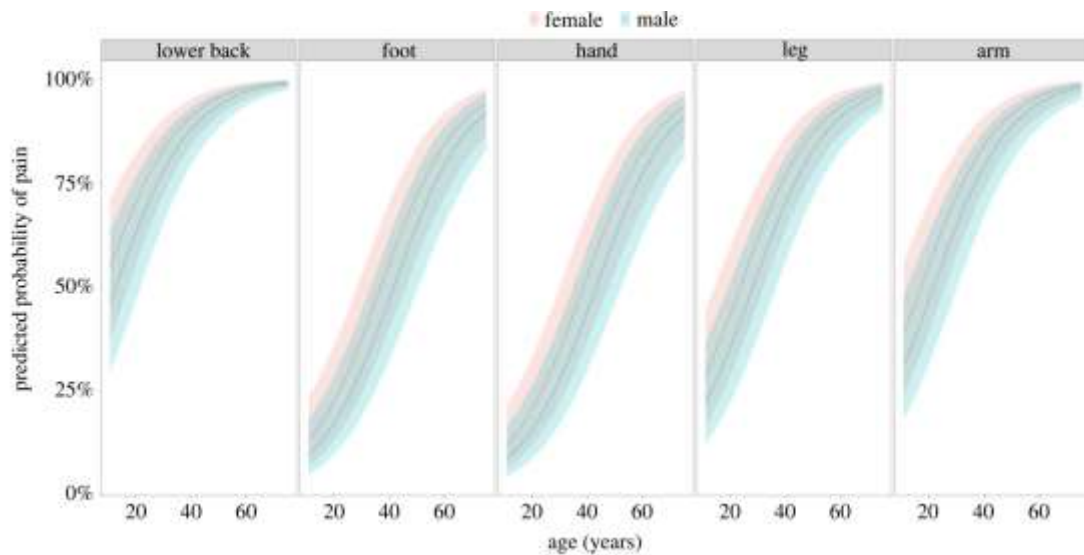 female male
lower back foot hand leg arm
predicted probability of pain
100%
75%
50%
25%
0%
20 40 60 20 40 60 20 40 60 20 40 60 20 40 60
age (years)